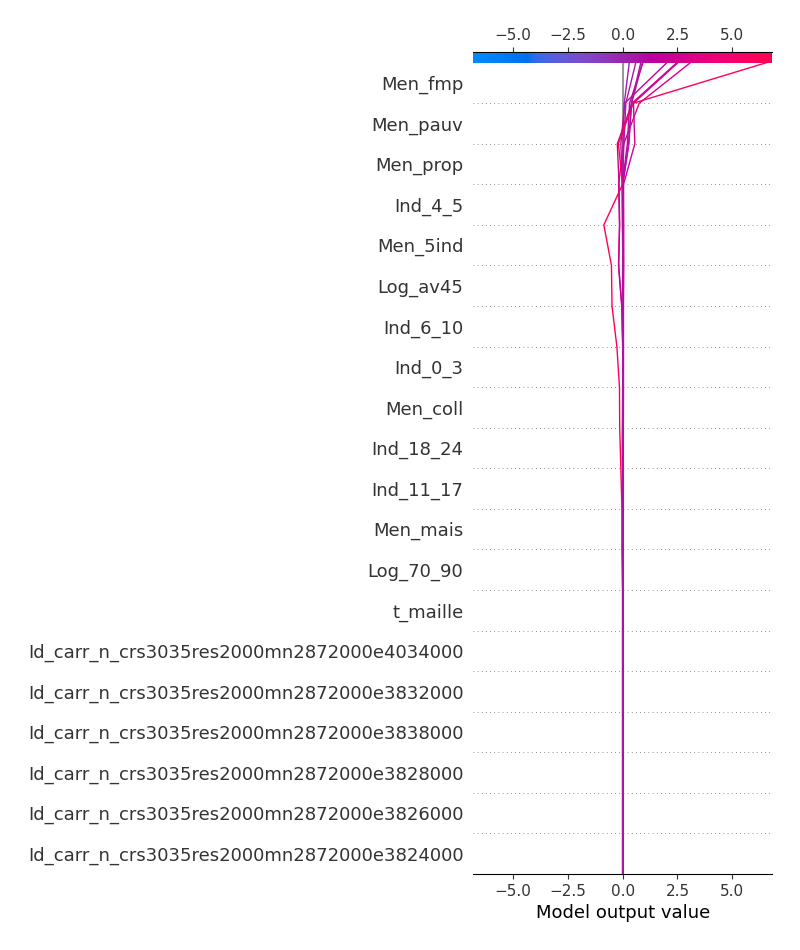 −5.0 −2.5 0.0 2.5 5.0
Men_fmp
Men_pauv
Men_prop
Ind_4_5
Men_5ind
Log_av45
Ind_6_10
Ind_0_3
Men_coll
Ind_18_24
Ind_11_17
Men_mais
Log_70_90
t_maille
Id_carr_n_crs3035res2000mn2872000e4034000
Id_carr_n_crs3035res2000mn2872000e3832000
Id_carr_n_crs3035res2000mn2872000e3838000
Id_carr_n_crs3035res2000mn2872000e3828000
Id_carr_n_crs3035res2000mn2872000e3826000
Id_carr_n_crs3035res2000mn2872000e3824000
−5.0 −2.5 0.0 2.5 5.0
Model output value